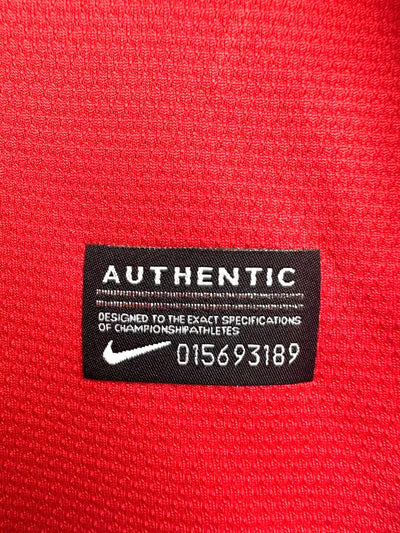 AUTHENTIC
DESIGNED TO THE EXACT SPECIFICATIONS
OF CHAMPIONSHIPATHLETES
015693189